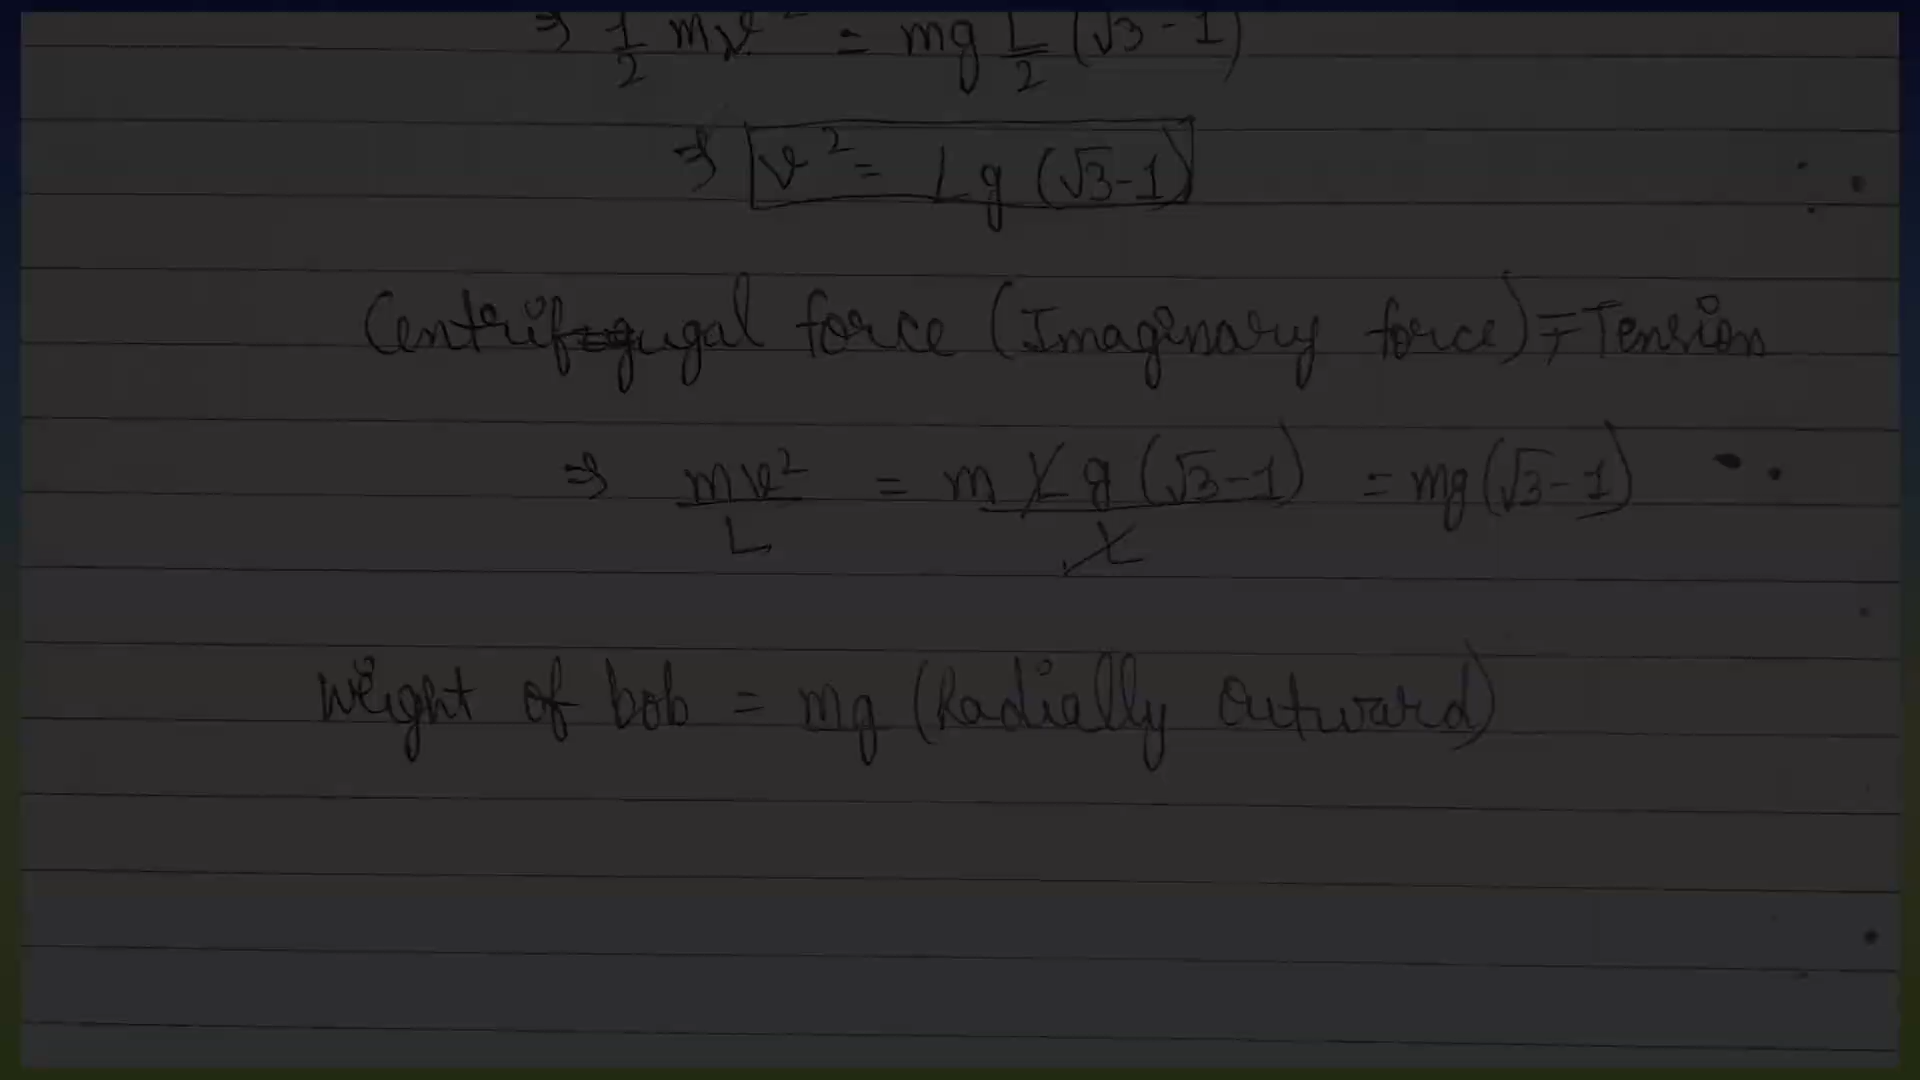 ⇒ 1/2 mv² = mg L/2 (√3-1)
⇒ v² = Lg (√3-1)
Centrifugal force (Imaginary force) = Tension
⇒ mv²/L = mLg(√3-1)/L = mg(√3-1)
Weight of bob = mg (Radially Outward)